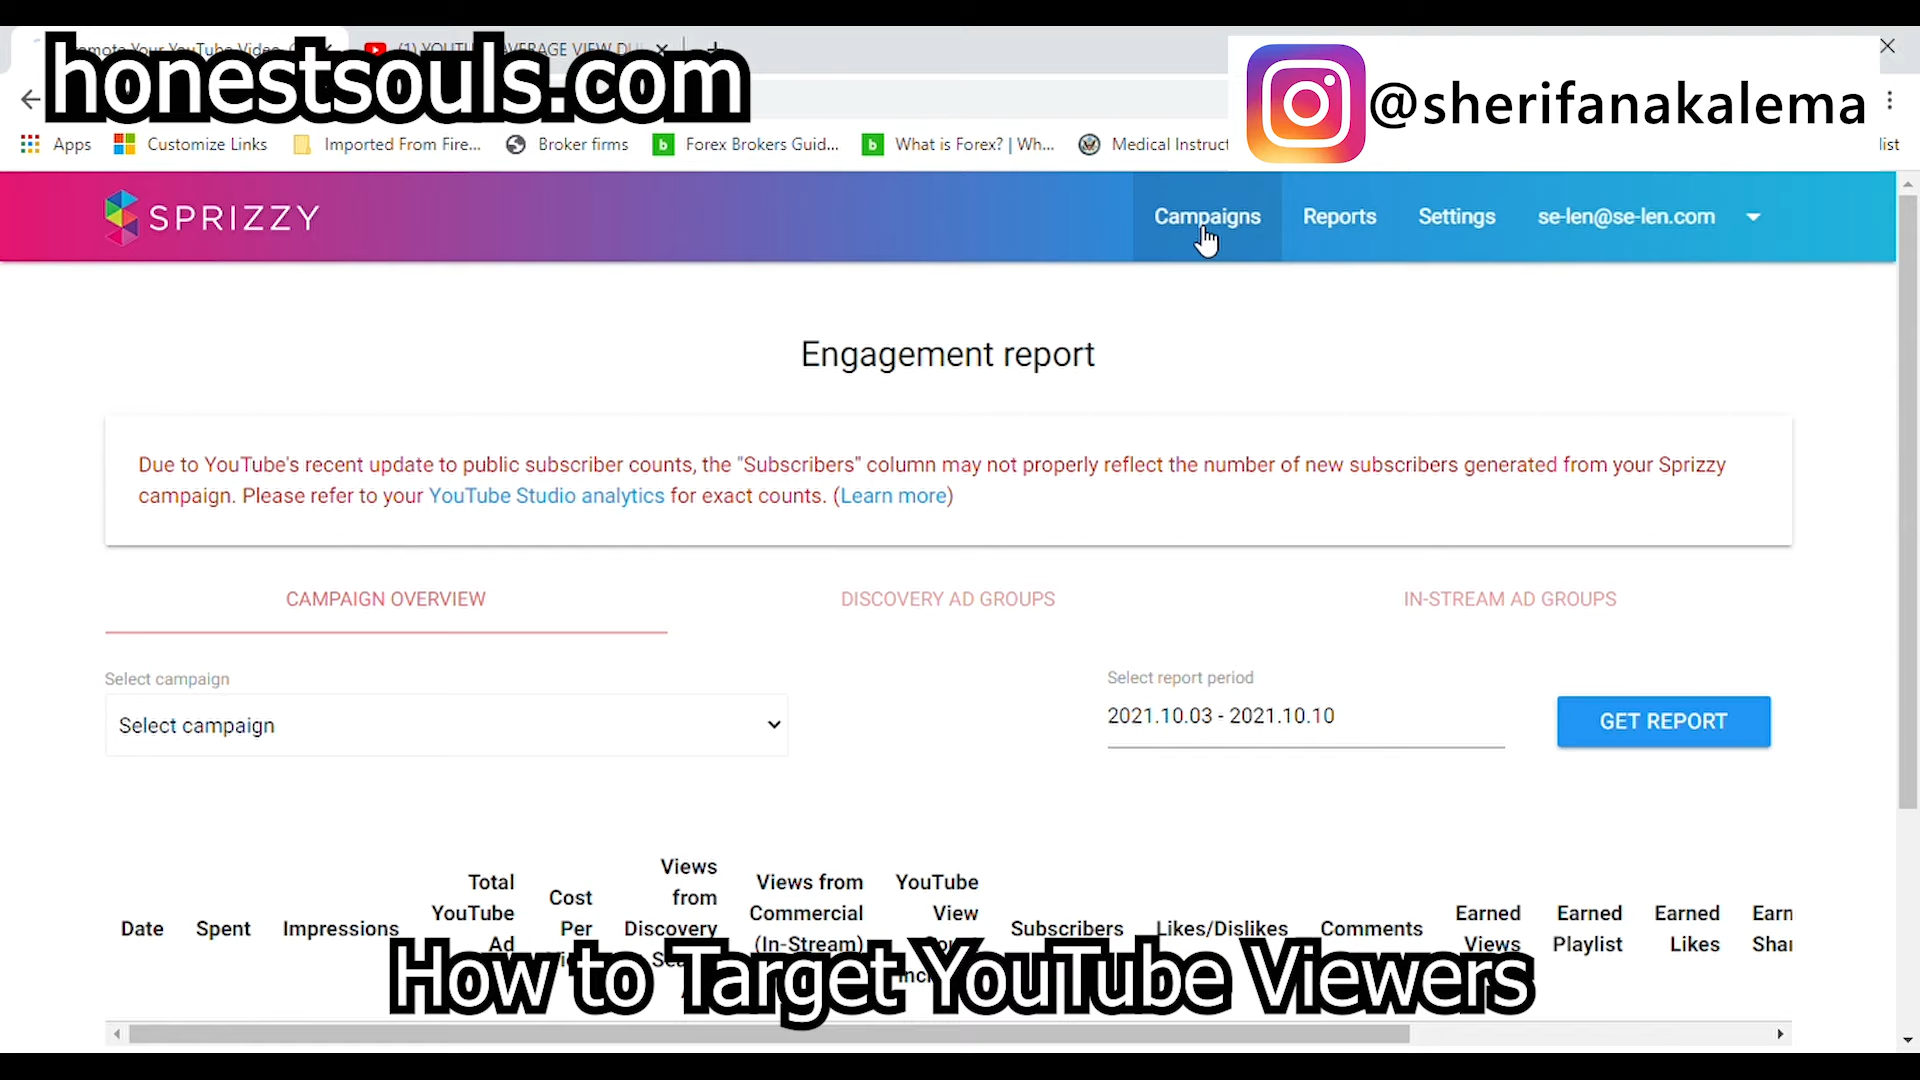 honestsouls.com
@sherifanakalema
Apps Customize Links Imported From Fire... Broker firms Forex Brokers Guid... What is Forex? | Wh... Medical Instruct list
SPRIZZY
Campaigns Reports Settings se-len@se-len.com
Engagement report
Due to YouTube's recent update to public subscriber counts, the "Subscribers" column may not properly reflect the number of new subscribers generated from your Sprizzy
campaign. Please refer to your YouTube Studio analytics for exact counts. (Learn more)
CAMPAIGN OVERVIEW DISCOVERY AD GROUPS IN-STREAM AD GROUPS
Select campaign
Select campaign
Select report period
2021.10.03 - 2021.10.10
GET REPORT
Date
Spent
Impressions
Total
YouTube
Ad
Cost
Per
Views
from
Discovery
Views from
Commercial
(In-Stream)
YouTube
View
Subscribers
Likes/Dislikes
Comments
Earned
Views
Earned
Playlist
Earned
Likes
Earn
Shar
How to Target YouTube Viewers